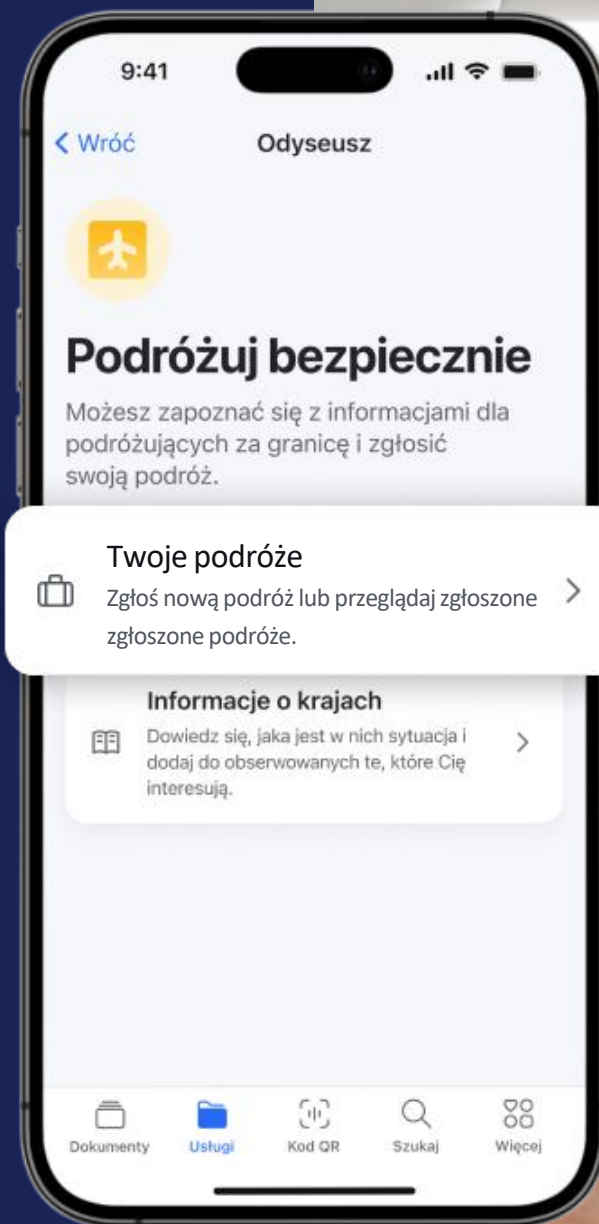 9:41
Wróć
Odyseusz
Podróżuj bezpiecznie
Możesz zapoznać się z informacjami dla
podróżujących za granicę i zgłosić
swoją podróż.
Twoje podróże
Zgłoś nową podróż lub przeglądaj zgłoszone
zgłoszone podróże.
Informacje o krajach
Dowiedz się, jaka jest w nich sytuacja i
dodaj do obserwowanych te, które Cię
interesują.
Dokumenty
Usługi
Kod QR
Szukaj
Więcej